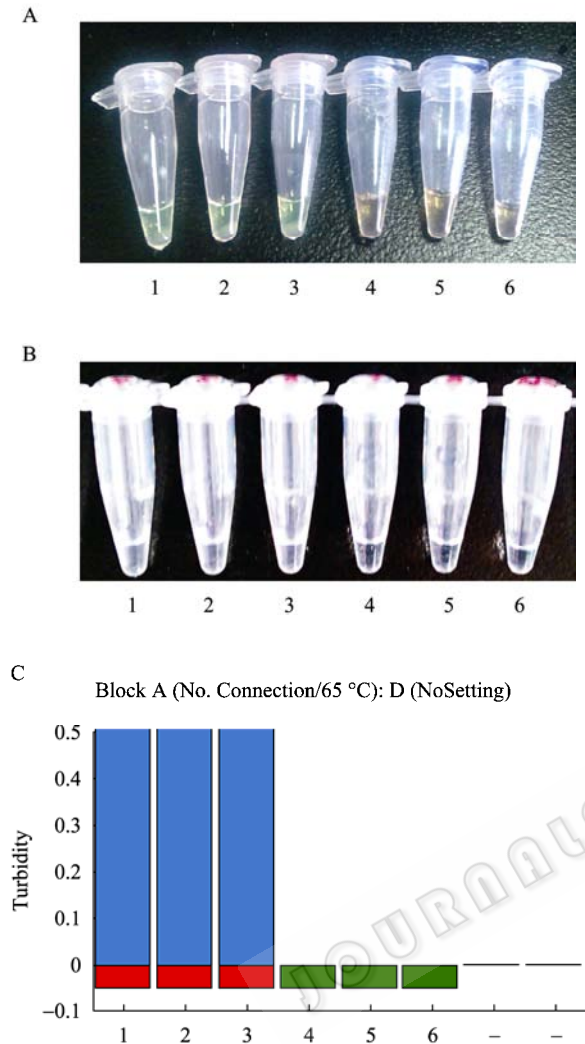 A
1 2 3 4 5 6
B
1 2 3 4 5 6
C
Block A (No. Connection/65 °C): D (NoSetting)
Turbidity
0.5
0.4
0.3
0.2
0.1
0
−0.1
1 2 3 4 5 6 – –
JOURNALS